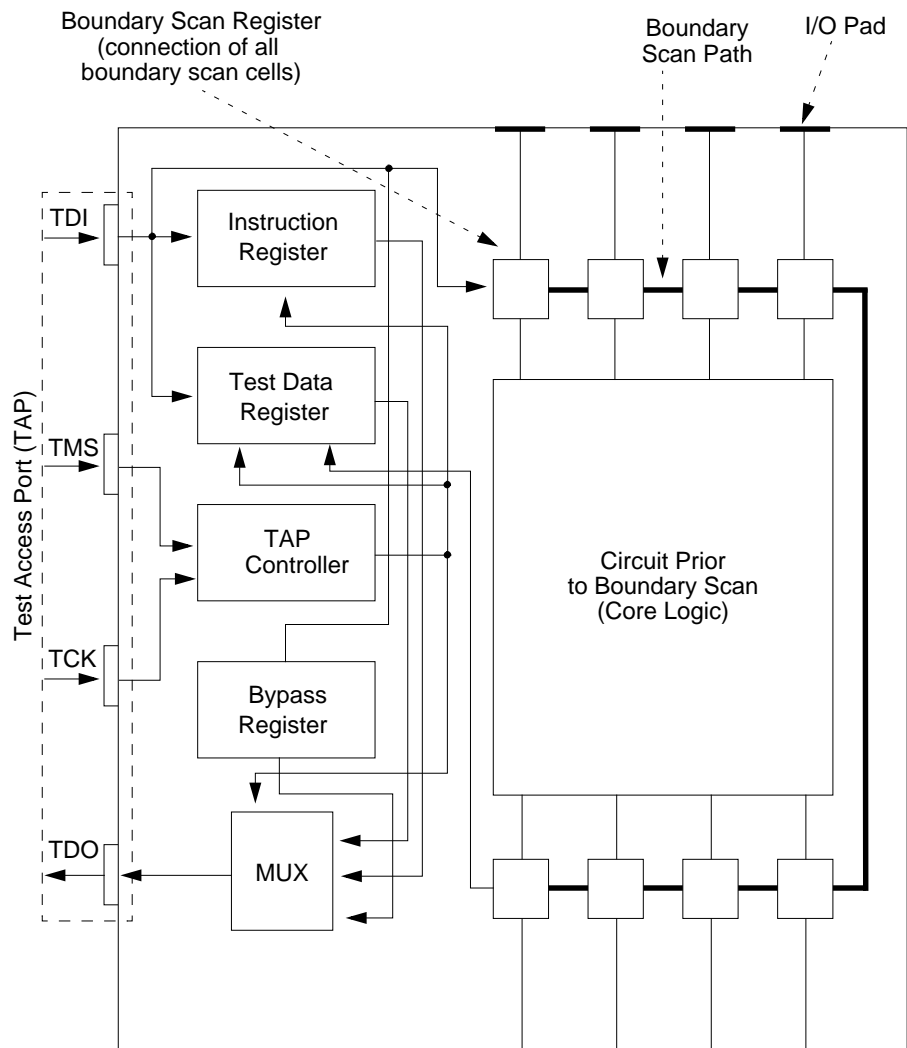 Boundary Scan Register
(connection of all
boundary scan cells)
Boundary
Scan Path
I/O Pad
Test Access Port (TAP)
TDI
Instruction
Register
Test Data
Register
TMS
TAP
Controller
TCK
Bypass
Register
TDO
MUX
Circuit Prior
to Boundary Scan
(Core Logic)